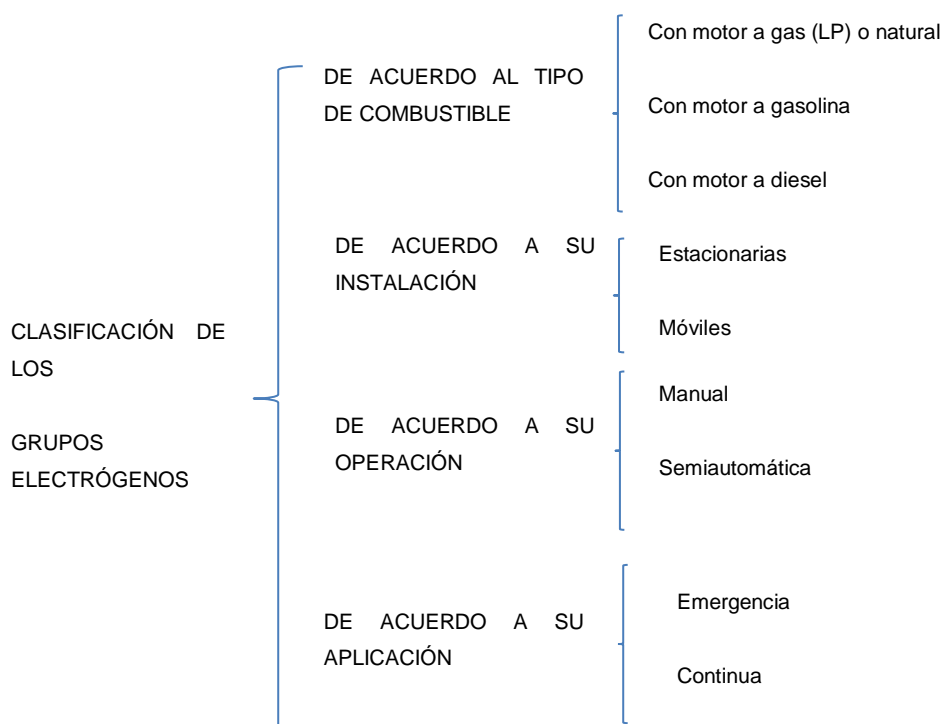 CLASIFICACIÓN DE
LOS
GRUPOS
ELECTRÓGENOS
DE ACUERDO AL TIPO
DE COMBUSTIBLE
Con motor a gas (LP) o natural
Con motor a gasolina
Con motor a diesel
DE ACUERDO A SU
INSTALACIÓN
Estacionarias
Móviles
DE ACUERDO A SU
OPERACIÓN
Manual
Semiautomática
DE ACUERDO A SU
APLICACIÓN
Emergencia
Continua